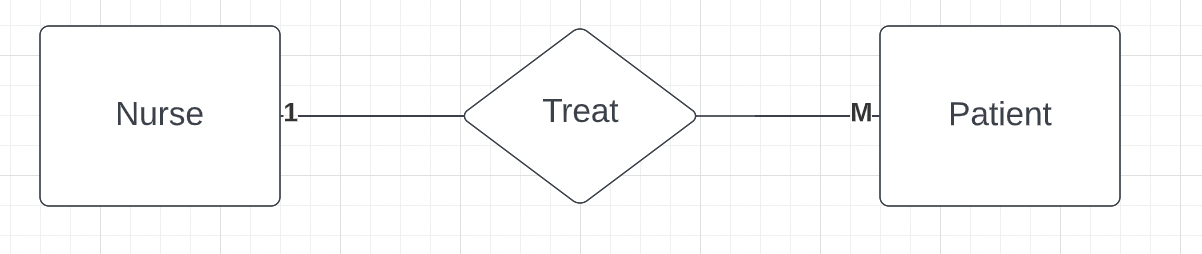 Nurse
1
Treat
M
Patient